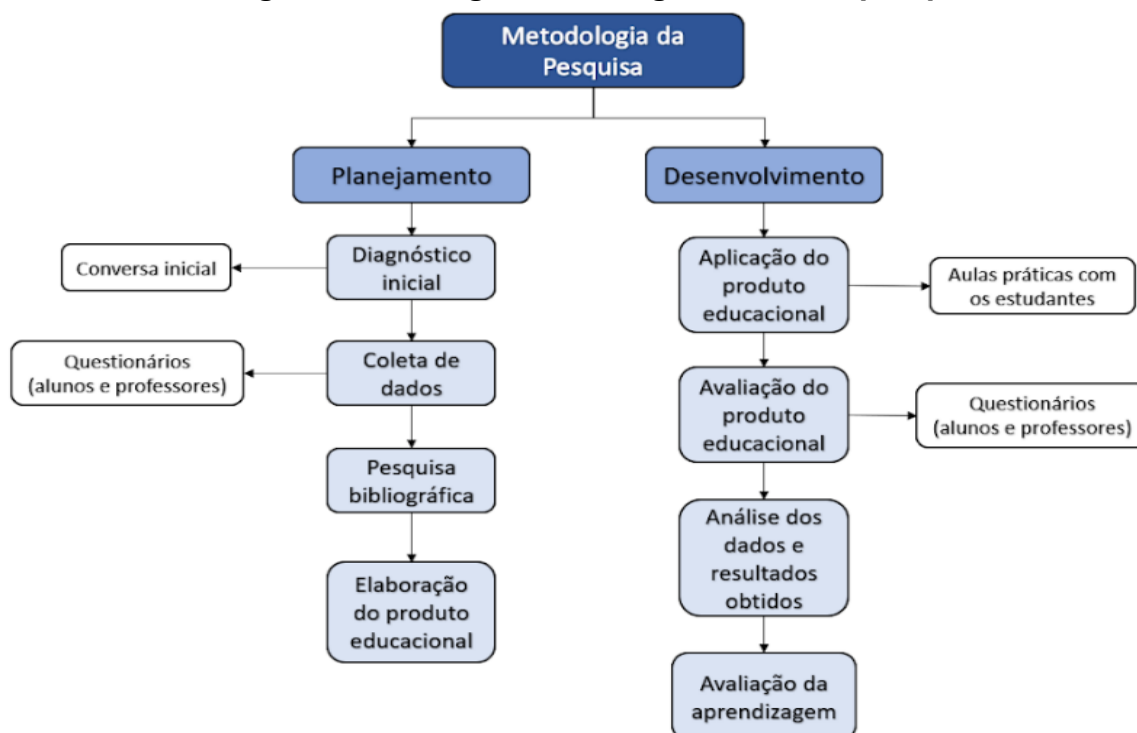 Metodologia da
Pesquisa
Planejamento
Desenvolvimento
Diagnóstico
inicial
Conversa inicial
Coleta de
dados
Questionários
(alunos e professores)
Pesquisa
bibliográfica
Elaboração
do produto
educacional
Aplicação do
produto
educacional
Aulas práticas com
os estudantes
Avaliação do
produto
educacional
Questionários
(alunos e professores)
Análise dos
dados e
resultados
obtidos
Avaliação da
aprendizagem